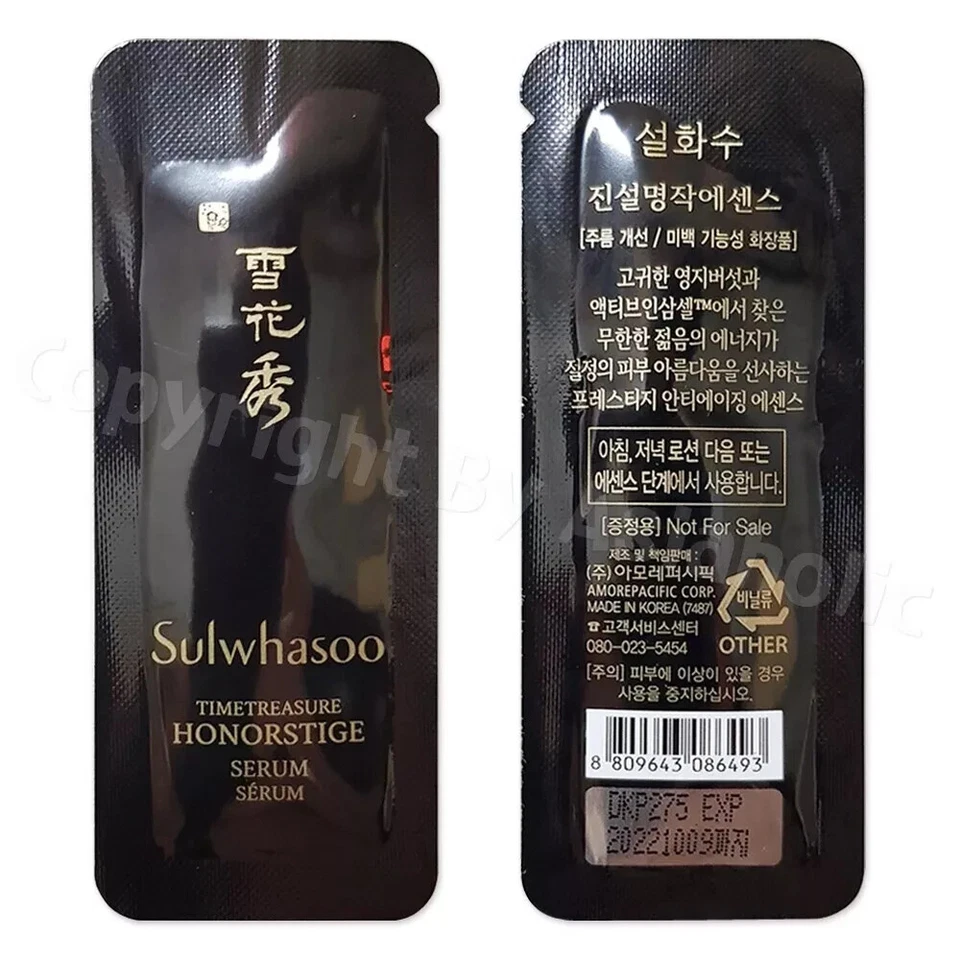 雪花秀
Sulwhasoo
TIMETREASURE
HONORSTIGE
SERUM
SÉRUM
설화수
진설명작에센스
[주름 개선 / 미백 기능성 화장품]
고귀한 영지버섯과
액티브인삼셀™에서 찾은
무한한 젊음의 에너지가
절정의 피부 아름다움을 선사하는
프레스티지 안티에이징 에센스
아침, 저녁 로션 다음 또는
에센스 단계에서 사용합니다.
[증정용] Not For Sale
제조 및 책임판매 :
(주)아모레퍼시픽
AMOREPACIFIC CORP.
MADE IN KOREA (7487)
☎고객서비스센터
080-023-5454
비닐류
OTHER
[주의] 피부에 이상이 있을 경우
사용을 중지하십시오.
8 809643 086493
DKP275 EXP
20221009까지
Copyright By Asiaholic